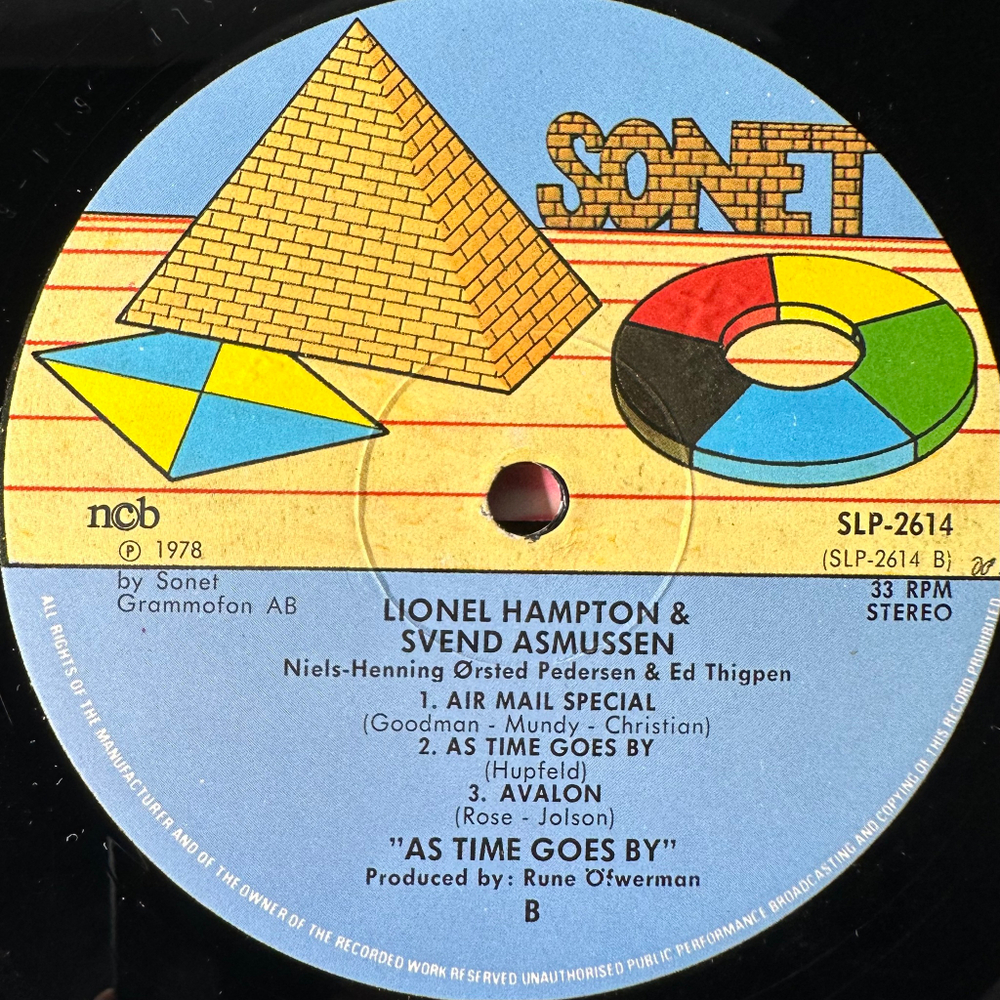 SONET
ncb
SLP-2614
℗ 1978
(SLP-2614 B)
by Sonet
33 RPM
Grammofon AB
STEREO
LIONEL HAMPTON &
SVEND ASMUSSEN
Niels-Henning Ørsted Pedersen & Ed Thigpen
1. AIR MAIL SPECIAL
(Goodman - Mundy - Christian)
2. AS TIME GOES BY
(Hupfeld)
3. AVALON
(Rose - Jolson)
"AS TIME GOES BY"
Produced by: Rune Öfwerman
B
ALL RIGHTS OF THE MANUFACTURER AND OF THE OWNER OF THE RECORDED WORK RESERVED UNAUTHORISED PUBLIC PERFORMANCE BROADCASTING AND COPYING OF THIS RECORD PROHIBITED